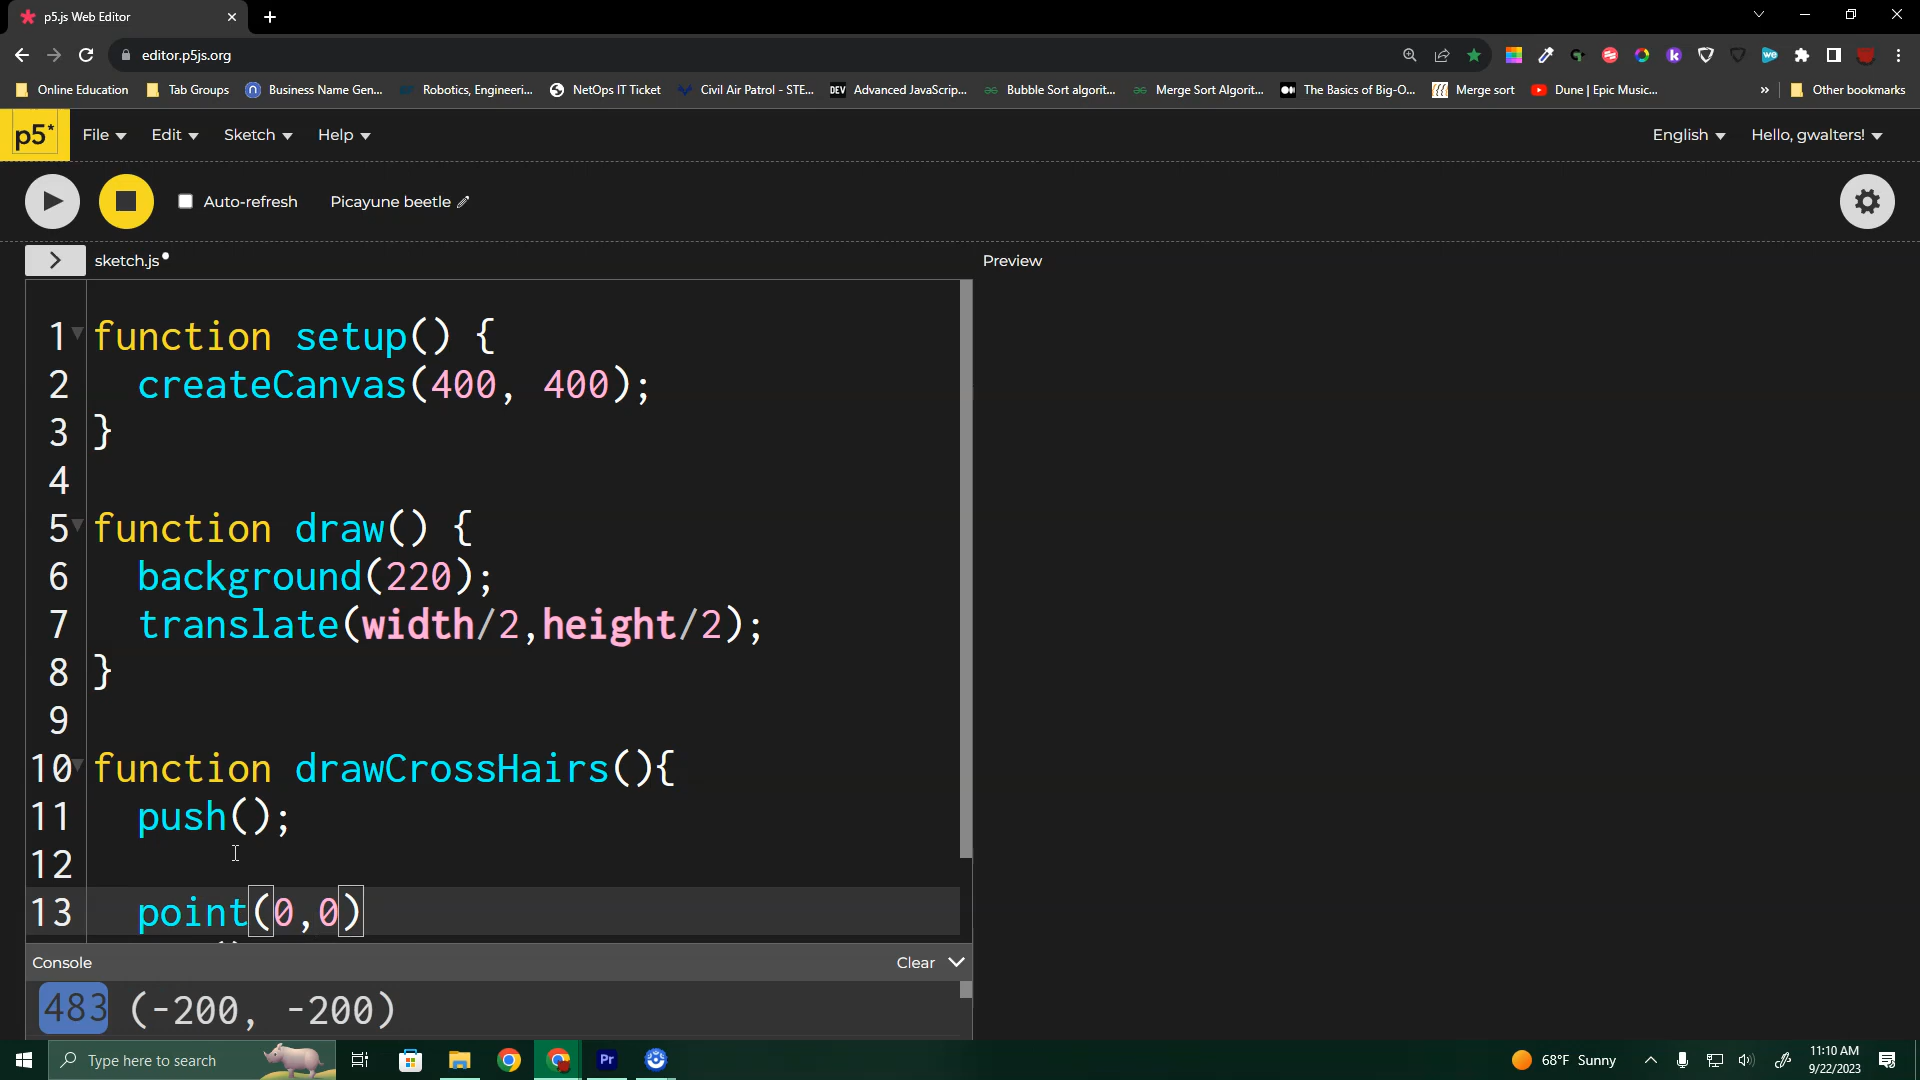 p5.js Web Editor
editor.p5js.org
Online Education Tab Groups Business Name Gen... Robotics, Engineeri... NetOps IT Ticket Civil Air Patrol - STE... DEV Advanced JavaScrip... Bubble Sort algorit... Merge Sort Algorit... The Basics of Big-O... Merge sort Dune | Epic Music... » Other bookmarks
p5* File Edit Sketch Help English Hello, gwalters!
Auto-refresh Picayune beetle
sketch.js Preview
1 function setup() {
2 createCanvas(400, 400);
3 }
4
5 function draw() {
6 background(220);
7 translate(width/2,height/2);
8 }
9
10 function drawCrossHairs(){
11 push();
12
13 point(0,0)
Console Clear
483 (-200, -200)
Type here to search Pr 68°F Sunny 11:10 AM
9/22/2023